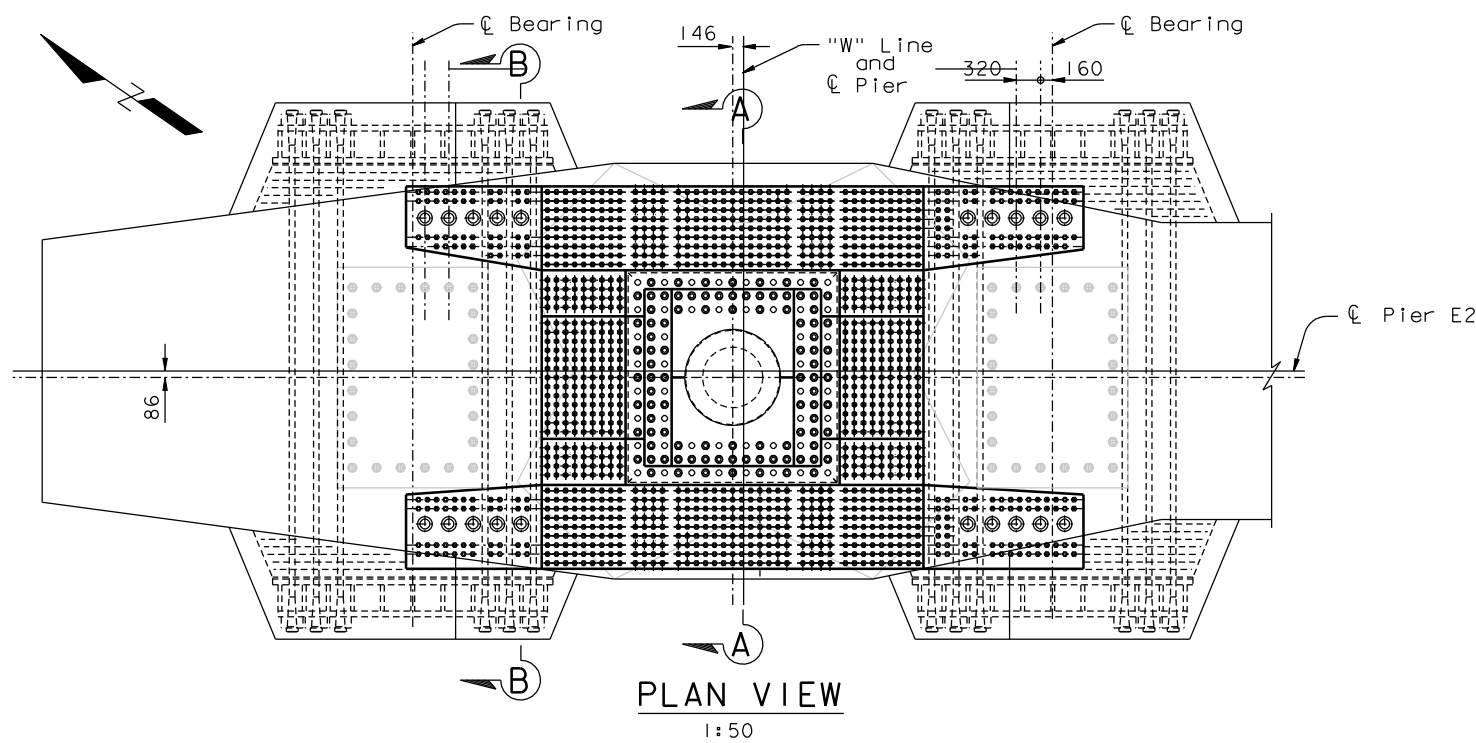 ℄ Bearing
℄ Bearing
146
"W" Line
and
℄ Pier
B
320
160
A
Z
℄ Pier E2
86
A
B
PLAN VIEW
1:50